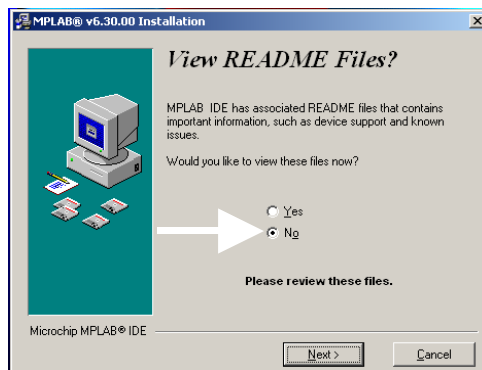 MPLAB® v6.30.00 Installation
View README Files?
MPLAB IDE has associated README files that contains
important information, such as device support and known
issues.
Would you like to view these files now?
Yes
No
Please review these files.
Microchip MPLAB® IDE
Next >
Cancel